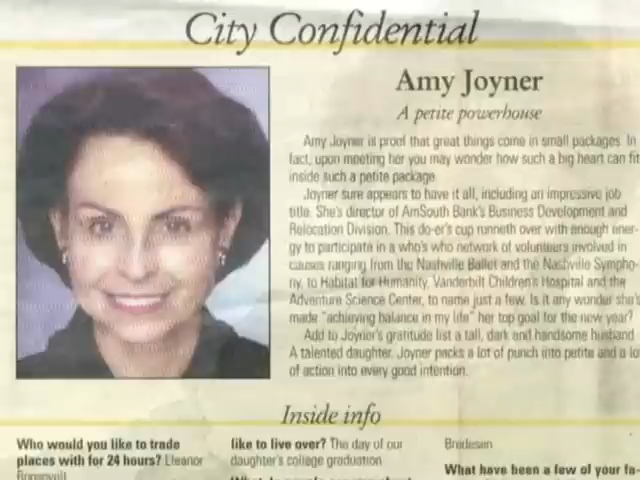 City Confidential
Amy Joyner
A petite powerhouse
Amy Joyner is proof that great things come in small packages. In
fact, upon meeting her you may wonder how such a big heart can fit
inside such a petite package.
Joyner sure appears to have it all, including an impressive job
title. She's director of AmSouth Bank's Business Development and
Relocation Division. This do-er's cup runneth over with enough ener-
gy to participate in a who's who network of volunteers involved in
causes ranging from the Nashville Ballet and the Nashville Sympho-
ny, to Habitat for Humanity, Vanderbilt Children's Hospital and the
Adventure Science Center, to name just a few. Is it any wonder she's
made "achieving balance in my life" her top goal for the new year?
Add to Joyner's gratitude list a tall, dark and handsome husband
A talented daughter. Joyner packs a lot of punch into petite and a lot
of action into every good intention.
Inside info
Who would you like to trade
places with for 24 hours? Eleanor
Roosevelt
like to live over? The day of our
daughter's college graduation
Bredesen
What have been a few of your fa-